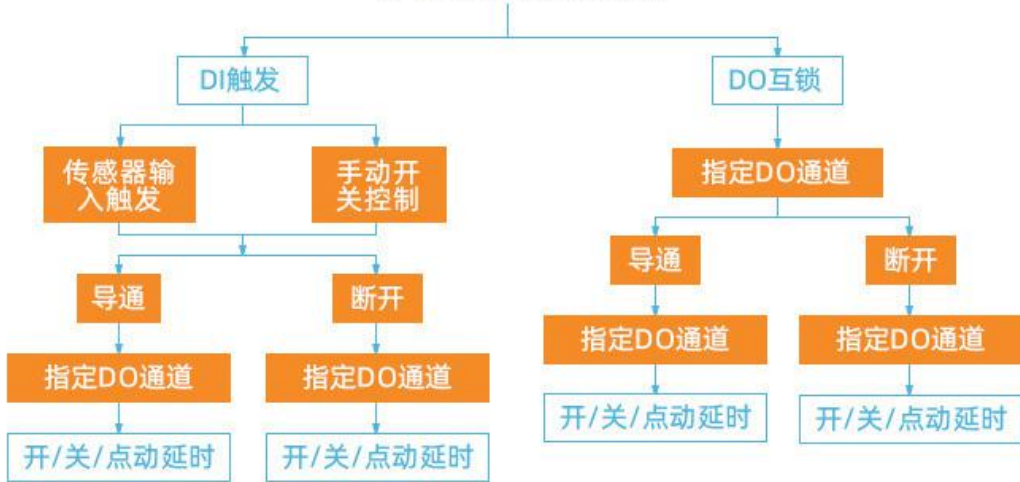 DI触发
DO互锁
传感器输
入触发
手动开
关控制
指定DO通道
导通
断开
导通
断开
指定DO通道
指定DO通道
指定DO通道
指定DO通道
开/关/点动延时
开/关/点动延时
开/关/点动延时
开/关/点动延时